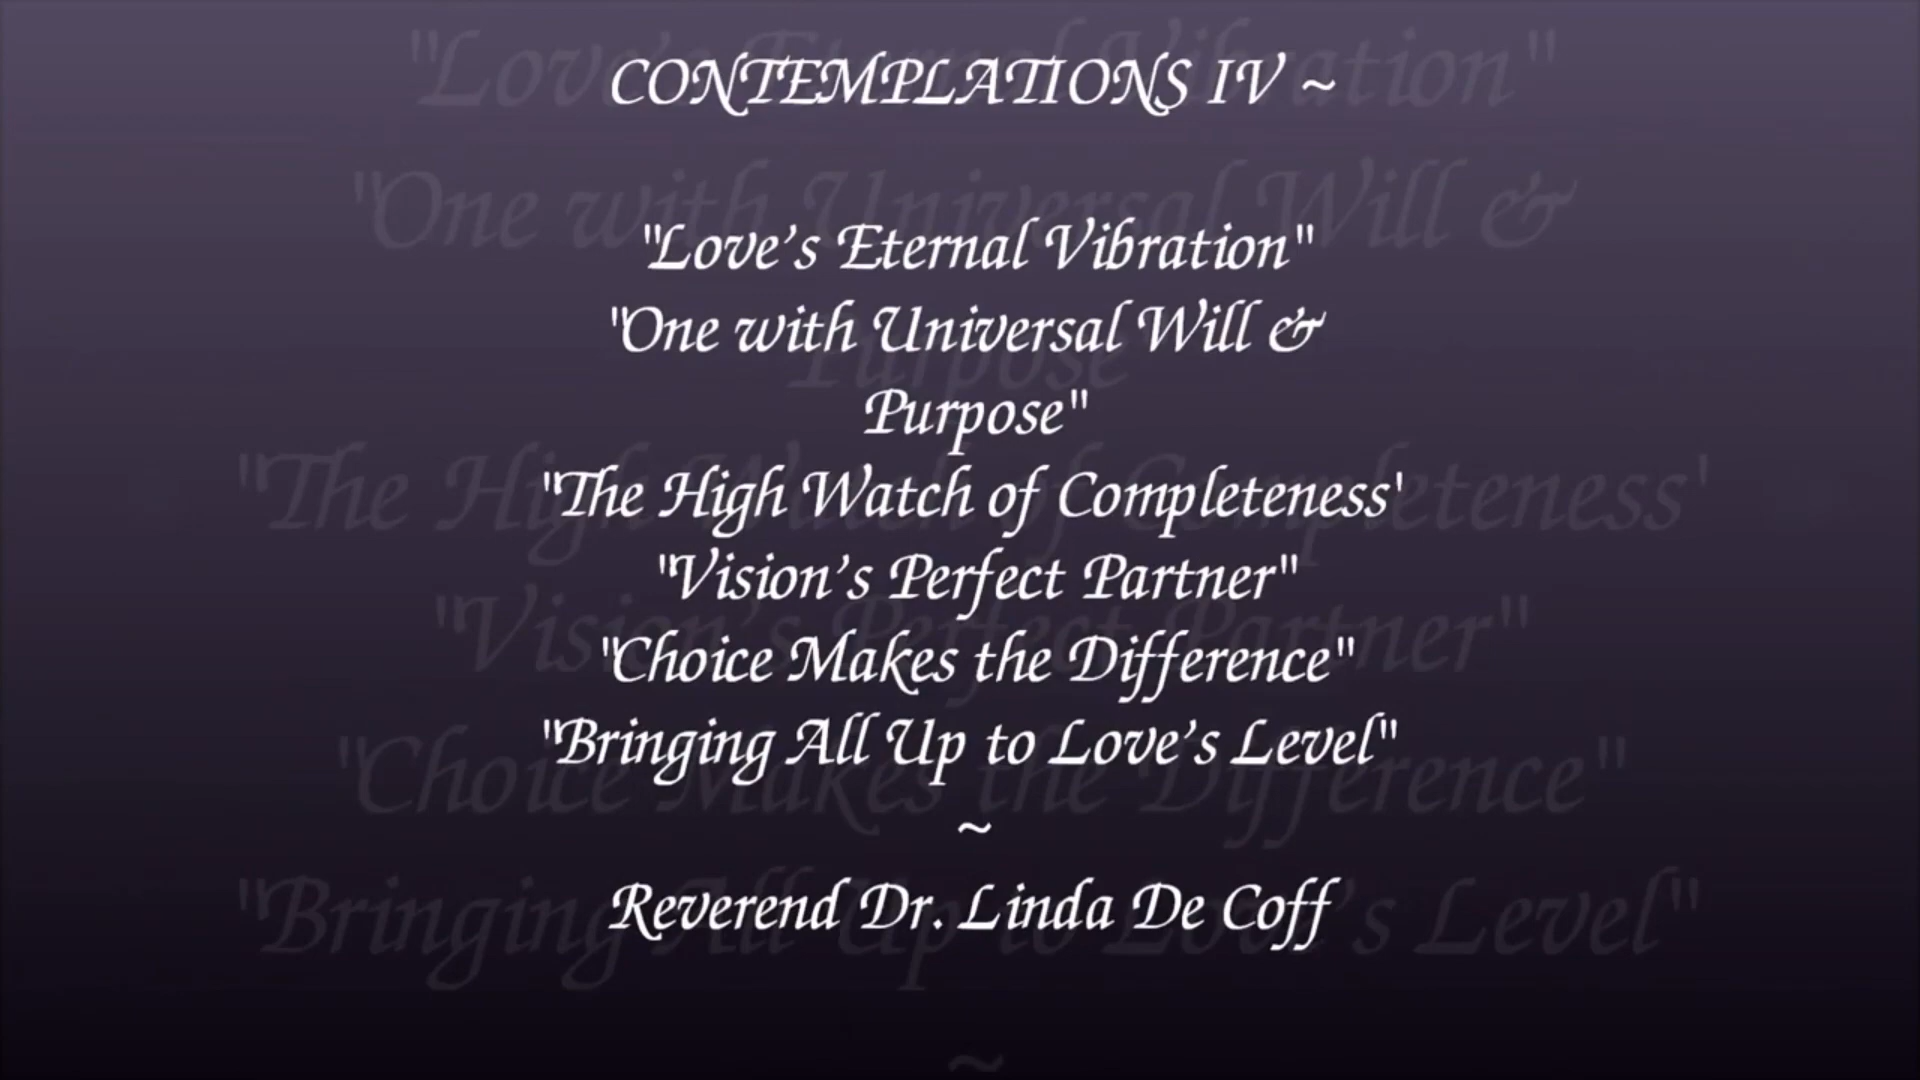 CONTEMPLATIONS IV ~
"Love’s Eternal Vibration"
"One with Universal Will &
Purpose"
"The High Watch of Completeness'
"Vision’s Perfect Partner"
"Choice Makes the Difference"
"Bringing All Up to Love’s Level"
~
Reverend Dr. Linda De Coff